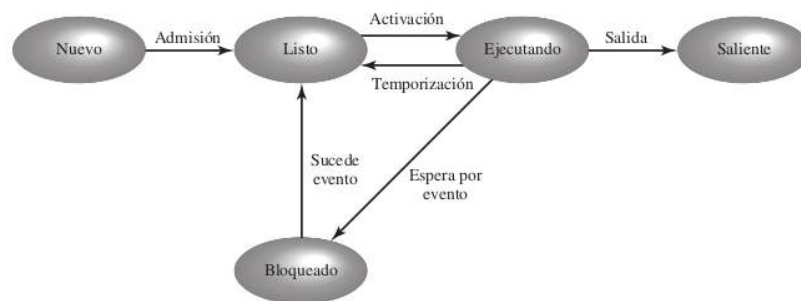 Nuevo
Admisión
Listo
Activación
Temporización
Ejecutando
Salida
Saliente
Sucede
evento
Espera por
evento
Bloqueado